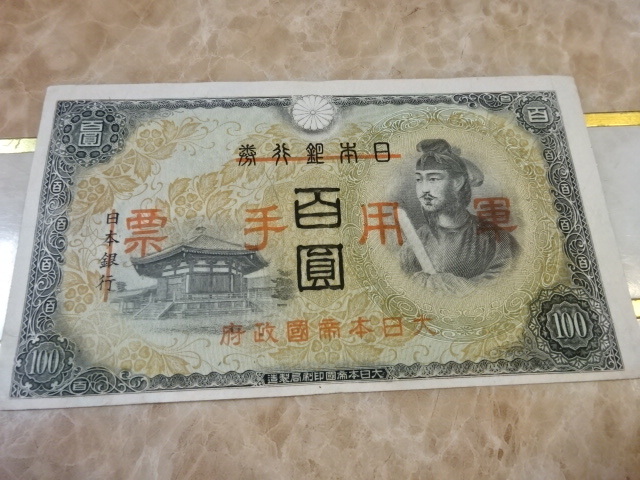 百圓
百
日本銀行券
軍用手票
百圓
日本銀行
大日本帝國政府
100
100
大日本帝國印刷局製造